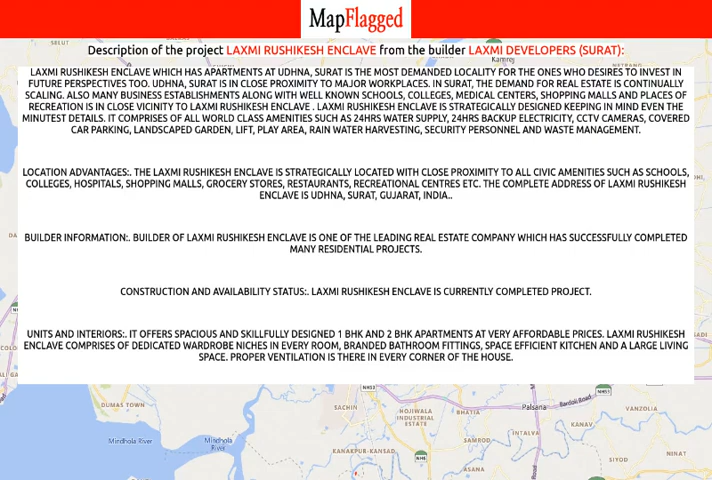 MapFlagged
Description of the project LAXMI RUSHIKESH ENCLAVE from the builder LAXMI DEVELOPERS (SURAT):
LAXMI RUSHIKESH ENCLAVE WHICH HAS APARTMENTS AT UDHNA, SURAT IS THE MOST DEMANDED LOCALITY FOR THE ONES WHO DESIRES TO INVEST IN
FUTURE PERSPECTIVES TOO. UDHNA, SURAT IS IN CLOSE PROXIMITY TO MAJOR WORKPLACES. IN SURAT, THE DEMAND FOR REAL ESTATE IS CONTINUALLY
SCALING. ALSO MANY BUSINESS ESTABLISHMENTS ALONG WITH WELL KNOWN SCHOOLS, COLLEGES, MEDICAL CENTERS, SHOPPING MALLS AND PLACES OF
RECREATION IS IN CLOSE VICINITY TO LAXMI RUSHIKESH ENCLAVE . LAXMI RUSHIKESH ENCLAVE IS STRATEGICALLY DESIGNED KEEPING IN MIND EVEN THE
MINUTEST DETAILS. IT COMPRISES OF ALL WORLD CLASS AMENITIES SUCH AS 24HRS WATER SUPPLY, 24HRS BACKUP ELECTRICITY, CCTV CAMERAS, COVERED
CAR PARKING, LANDSCAPED GARDEN, LIFT, PLAY AREA, RAIN WATER HARVESTING, SECURITY PERSONNEL AND WASTE MANAGEMENT.
LOCATION ADVANTAGES:. THE LAXMI RUSHIKESH ENCLAVE IS STRATEGICALLY LOCATED WITH CLOSE PROXIMITY TO ALL CIVIC AMENITIES SUCH AS SCHOOLS,
COLLEGES, HOSPITALS, SHOPPING MALLS, GROCERY STORES, RESTAURANTS, RECREATIONAL CENTRES ETC. THE COMPLETE ADDRESS OF LAXMI RUSHIKESH
ENCLAVE IS UDHNA, SURAT, GUJARAT, INDIA..
BUILDER INFORMATION:. BUILDER OF LAXMI RUSHIKESH ENCLAVE IS ONE OF THE LEADING REAL ESTATE COMPANY WHICH HAS SUCCESSFULLY COMPLETED
MANY RESIDENTIAL PROJECTS.
CONSTRUCTION AND AVAILABILITY STATUS:. LAXMI RUSHIKESH ENCLAVE IS CURRENTLY COMPLETED PROJECT.
UNITS AND INTERIORS:. IT OFFERS SPACIOUS AND SKILLFULLY DESIGNED 1 BHK AND 2 BHK APARTMENTS AT VERY AFFORDABLE PRICES. LAXMI RUSHIKESH
ENCLAVE COMPRISES OF DEDICATED WARDROBE NICHES IN EVERY ROOM, BRANDED BATHROOM FITTINGS, SPACE EFFICIENT KITCHEN AND A LARGE LIVING
SPACE. PROPER VENTILATION IS THERE IN EVERY CORNER OF THE HOUSE.
DUMAS TOWN
SACHIN
HOJIWALA
INDUSTRIAL
ESTATE
BHATIA
Palsana
Bardoli Road
VANZOLIA
Mindhola River
Mindhola
River
INTALVA
KANAV
SAMROD
KANAKPUR-KANSAD
SIYOD
NIZAR
ASANA